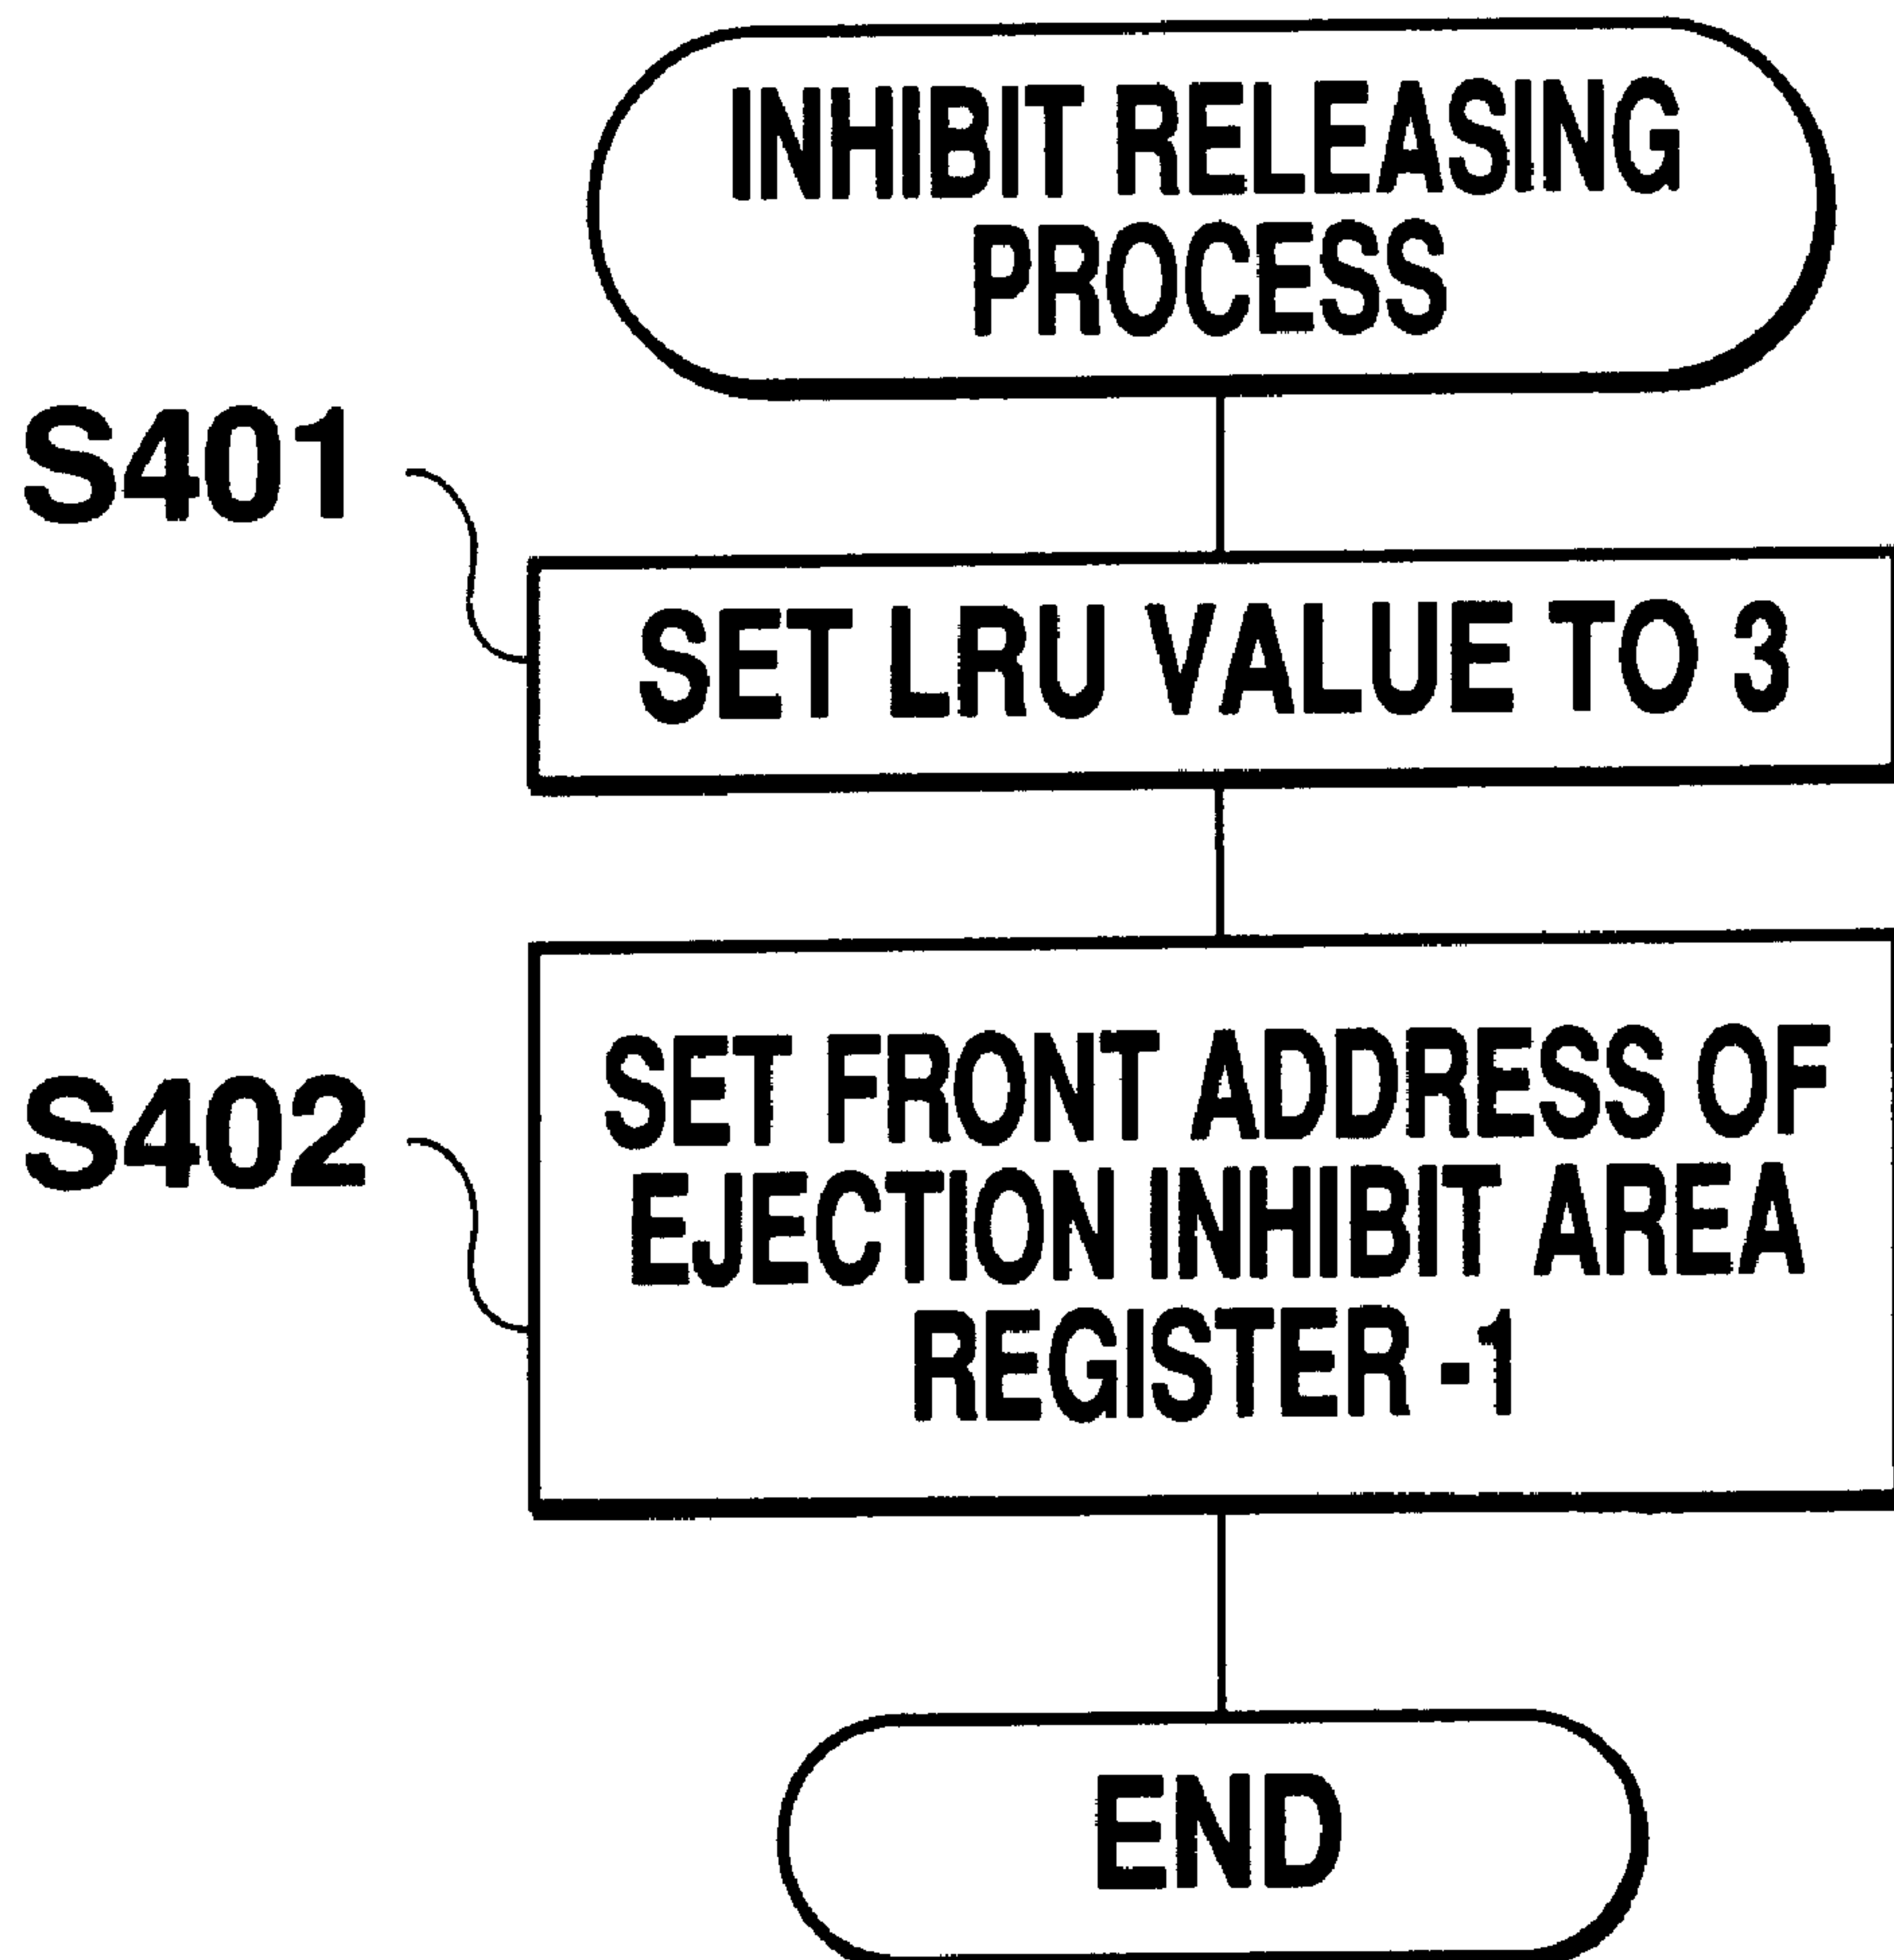 INHIBIT RELEASING
PROCESS
S401
SET LRU VALUE TO 3
S402
SET FRONT ADDRESS OF
EJECTION INHIBIT AREA
REGISTER -1
END